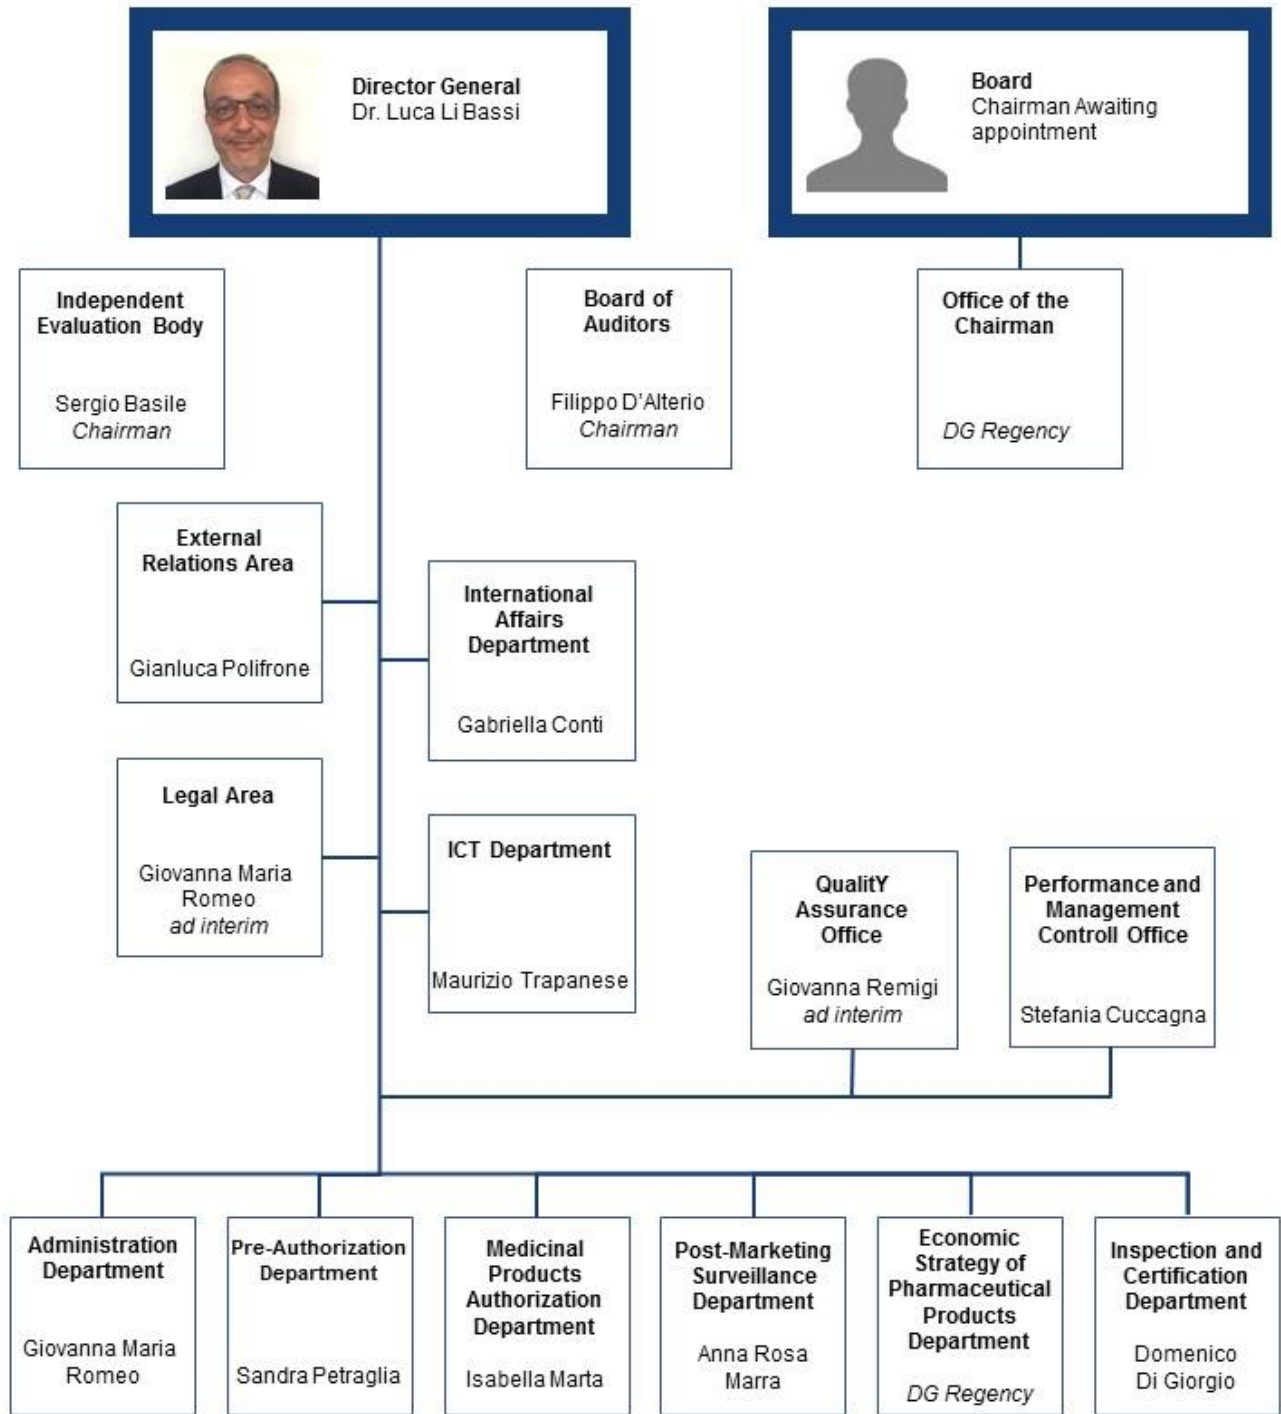 Director General
Dr. Luca Li Bassi
Board
Chairman Awaiting
appointment
Independent
Evaluation Body
Sergio Basile
Chairman
Board of
Auditors
Filippo D'Alterio
Chairman
Office of the
Chairman
DG Regency
External
Relations Area
Gianluca Polifrone
International
Affairs
Department
Gabriella Conti
Legal Area
Giovanna Maria
Romeo
ad interim
ICT Department
Maurizio Trapanese
QualitY
Assurance
Office
Giovanna Remigi
ad interim
Performance and
Management
Controll Office
Stefania Cuccagna
Administration
Department
Giovanna Maria
Romeo
Pre-Authorization
Department
Sandra Petraglia
Medicinal
Products
Authorization
Department
Isabella Marta
Post-Marketing
Surveillance
Department
Anna Rosa
Marra
Economic
Strategy of
Pharmaceutical
Products
Department
DG Regency
Inspection and
Certification
Department
Domenico
Di Giorgio